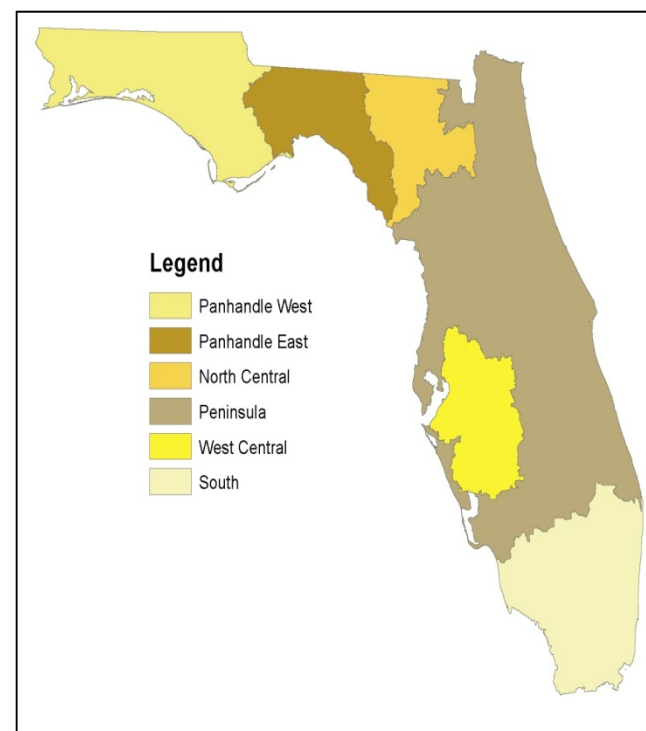 Legend
Panhandle West
Panhandle East
North Central
Peninsula
West Central
South